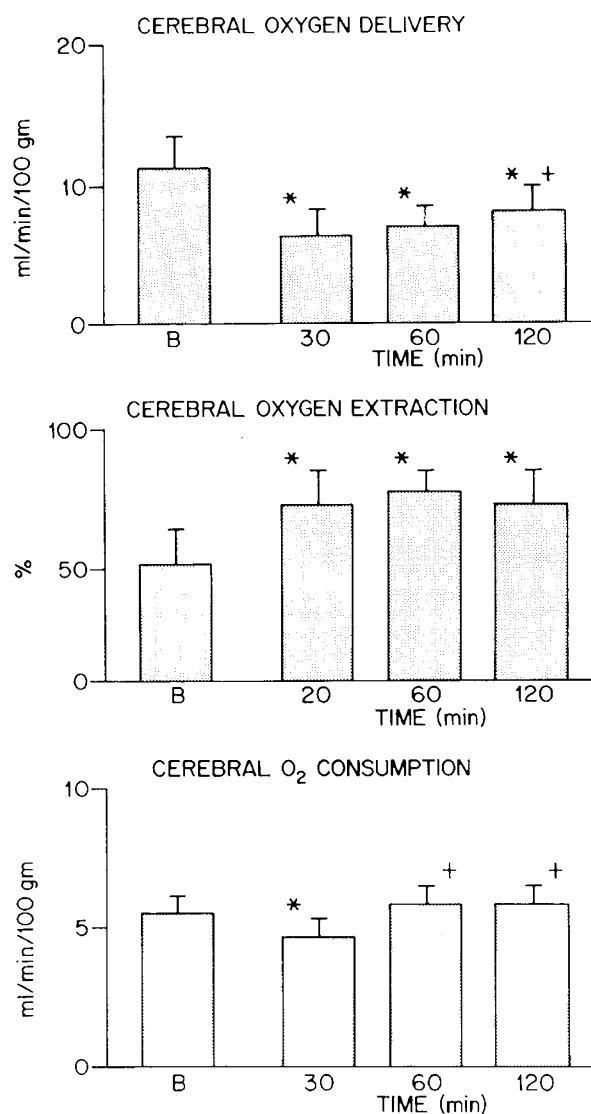 CEREBRAL OXYGEN DELIVERY
20
* * * +
10
ml/min/100 gm
0
B 30 60 120
TIME (min)
CEREBRAL OXYGEN EXTRACTION
100
* * *
50
%
0
B 20 60 120
TIME (min)
CEREBRAL O₂ CONSUMPTION
10
* + +
5
ml/min/100 gm
0
B 30 60 120
TIME (min)